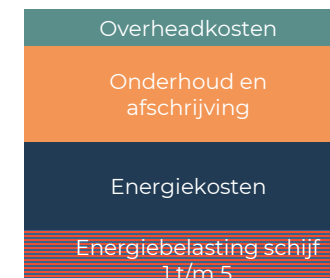 Overheadkosten
Onderhoud en
afschrijving
Energiekosten
Energiebelasting schijf
1 t/m 5